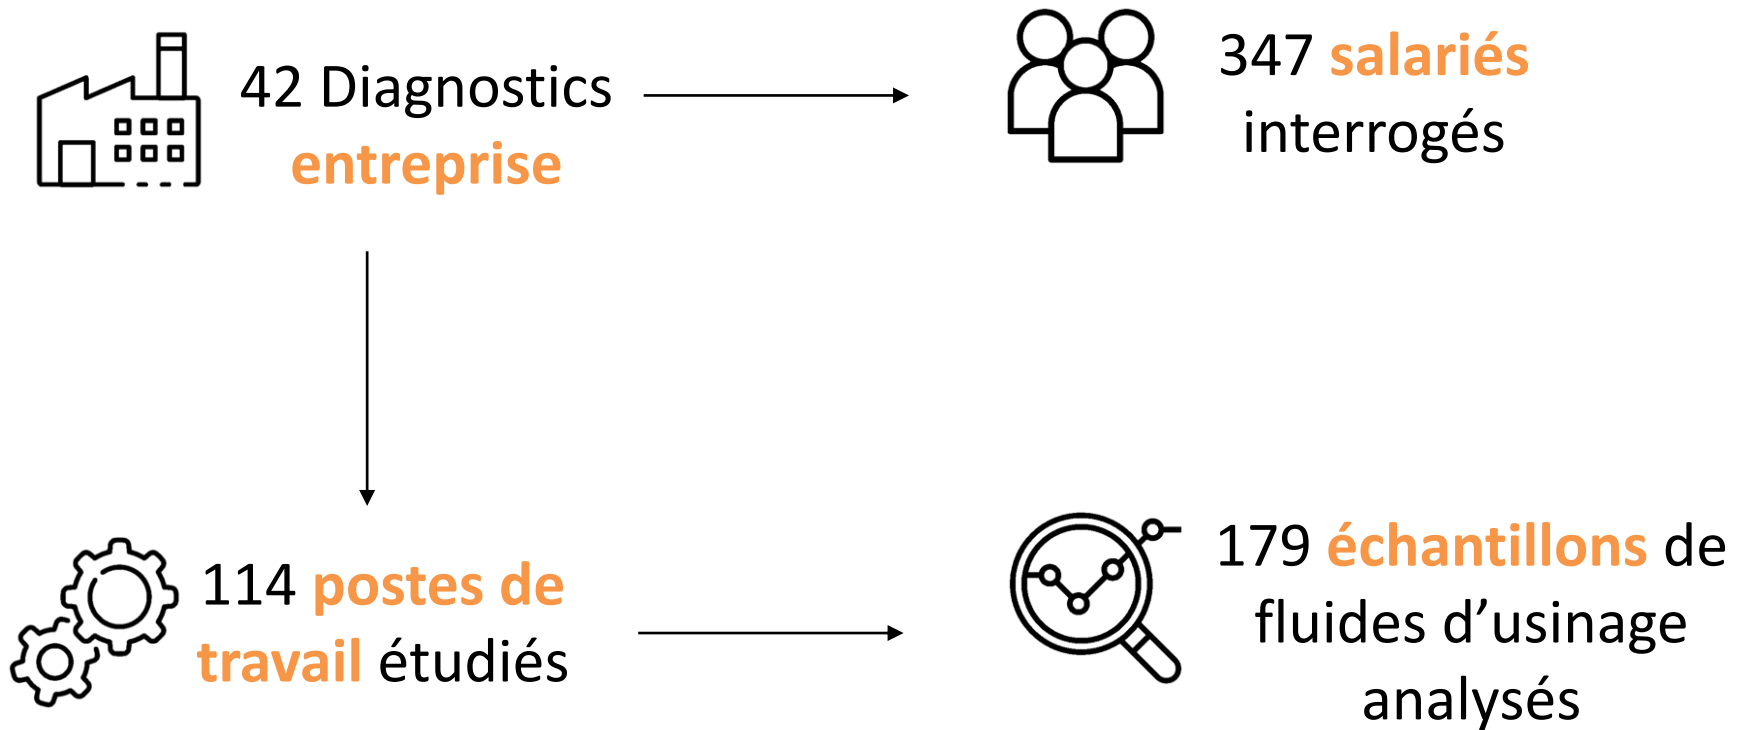 42 Diagnostics
entreprise
347 salariés
interrogés
114 postes de
travail étudiés
179 échantillons de
fluides d’usinage
analysés